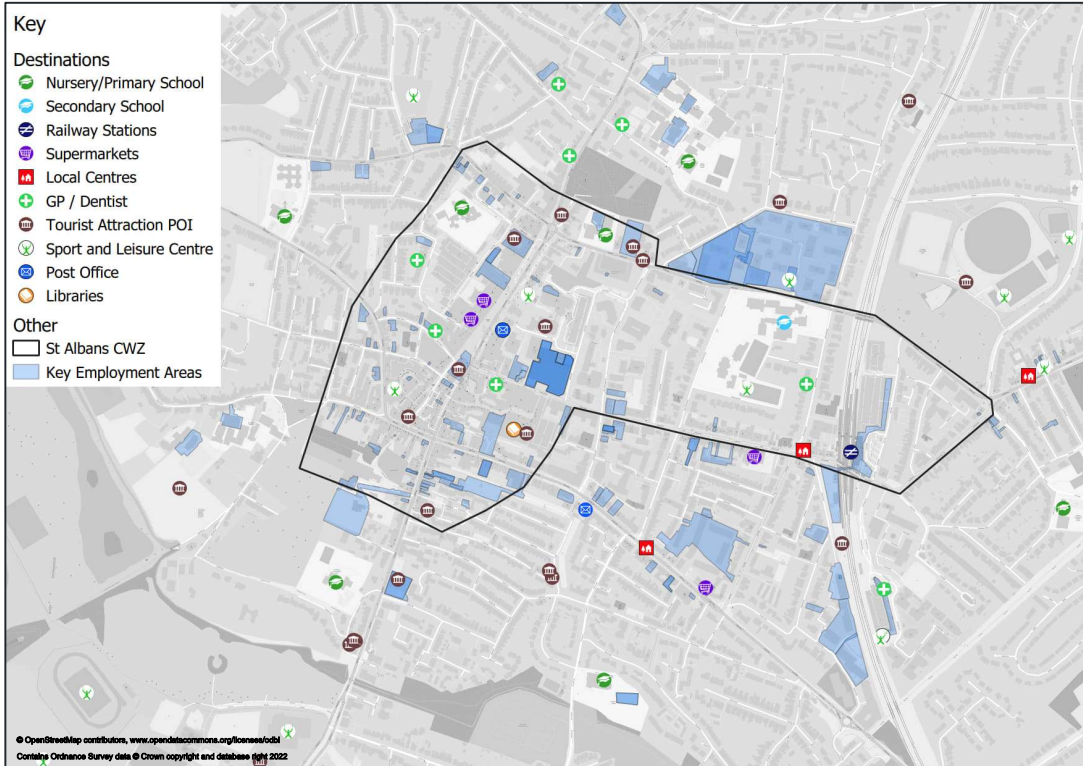 Key
Destinations
Nursery/Primary School
Secondary School
Railway Stations
Supermarkets
Local Centres
GP / Dentist
Tourist Attraction POI
Sport and Leisure Centre
Post Office
Libraries
Other
St Albans CWZ
Key Employment Areas
© OpenStreetMap contributors, www.opendatacommons.org/licenses/odbl
Contains Ordnance Survey data © Crown copyright and database right 2022